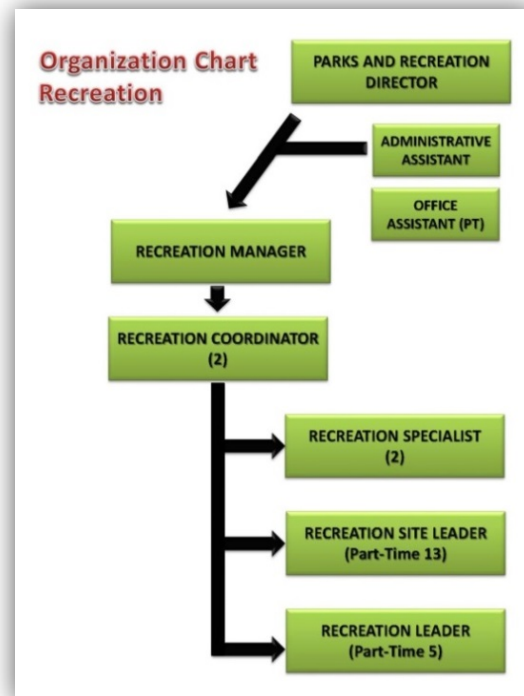 Organization Chart
Recreation
PARKS AND RECREATION
DIRECTOR
ADMINISTRATIVE
ASSISTANT
OFFICE
ASSISTANT (PT)
RECREATION MANAGER
RECREATION COORDINATOR
(2)
RECREATION SPECIALIST
(2)
RECREATION SITE LEADER
(Part-Time 13)
RECREATION LEADER
(Part-Time 5)